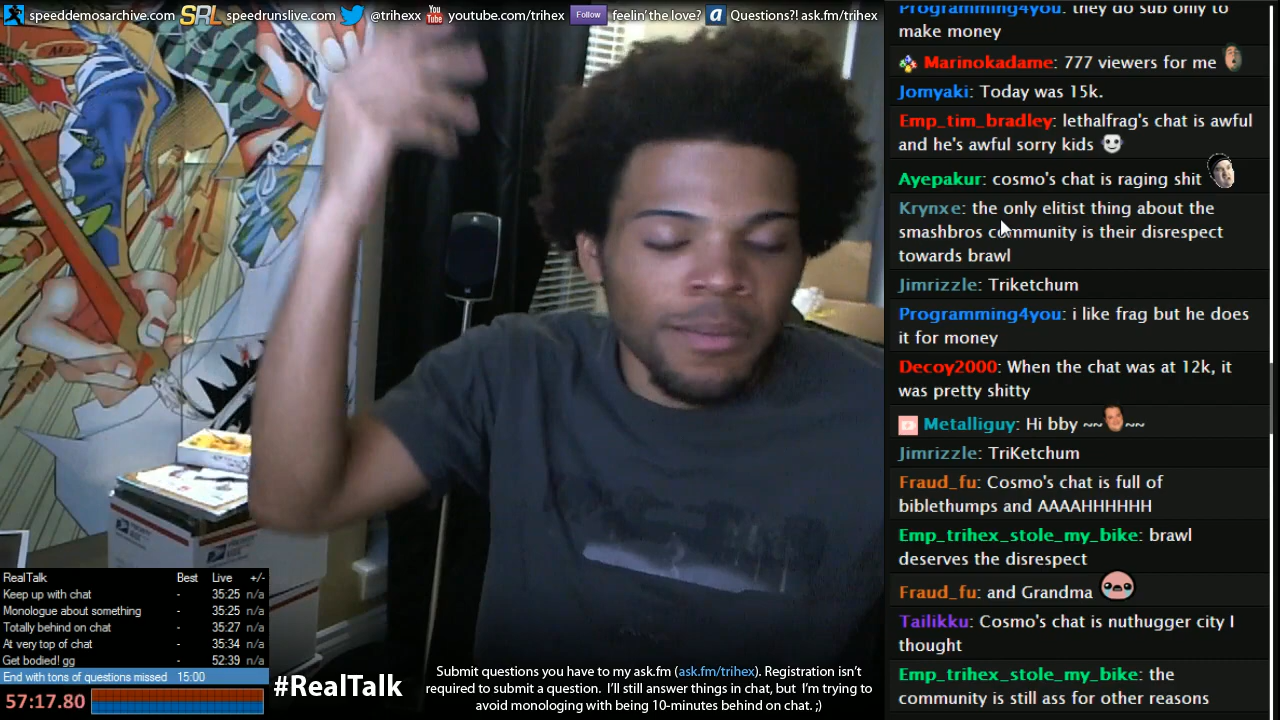 speeddemosarchive.com SRL speedrunslive.com @trihexx You Tube youtube.com/trihex Follow feelin' the love? a Questions?! ask.fm/trihex
Programming4you: they do sub only to
make money
Marinokadame: 777 viewers for me
Jomyaki: Today was 15k.
Emp_tim_bradley: lethalfrag's chat is awful
and he's awful sorry kids
Ayepakur: cosmo's chat is raging shit
Krynxe: the only elitist thing about the
smashbros community is their disrespect
towards brawl
Jimrizzle: Triketchum
Programming4you: i like frag but he does
it for money
Decoy2000: When the chat was at 12k, it
was pretty shitty
Metalliguy: Hi bby ~~ ~~
Jimrizzle: TriKetchum
Fraud_fu: Cosmo's chat is full of
biblethumps and AAAAHHHHHH
Emp_trihex_stole_my_bike: brawl
deserves the disrespect
Fraud_fu: and Grandma
Tailikku: Cosmo's chat is nuthugger city I
thought
Emp_trihex_stole_my_bike: the
community is still ass for other reasons
RealTalk Best Live +/-
Keep up with chat - 35:25 n/a
Monologue about something - 35:25 n/a
Totally behind on chat - 35:27 n/a
At very top of chat - 35:34 n/a
Get bodied! gg - 52:39 n/a
End with tons of questions missed 15:00
57:17.80
#RealTalk
Submit questions you have to my ask.fm (ask.fm/trihex). Registration isn't
required to submit a question. I'll still answer things in chat, but I'm trying to
avoid monologing with being 10-minutes behind on chat. ;)